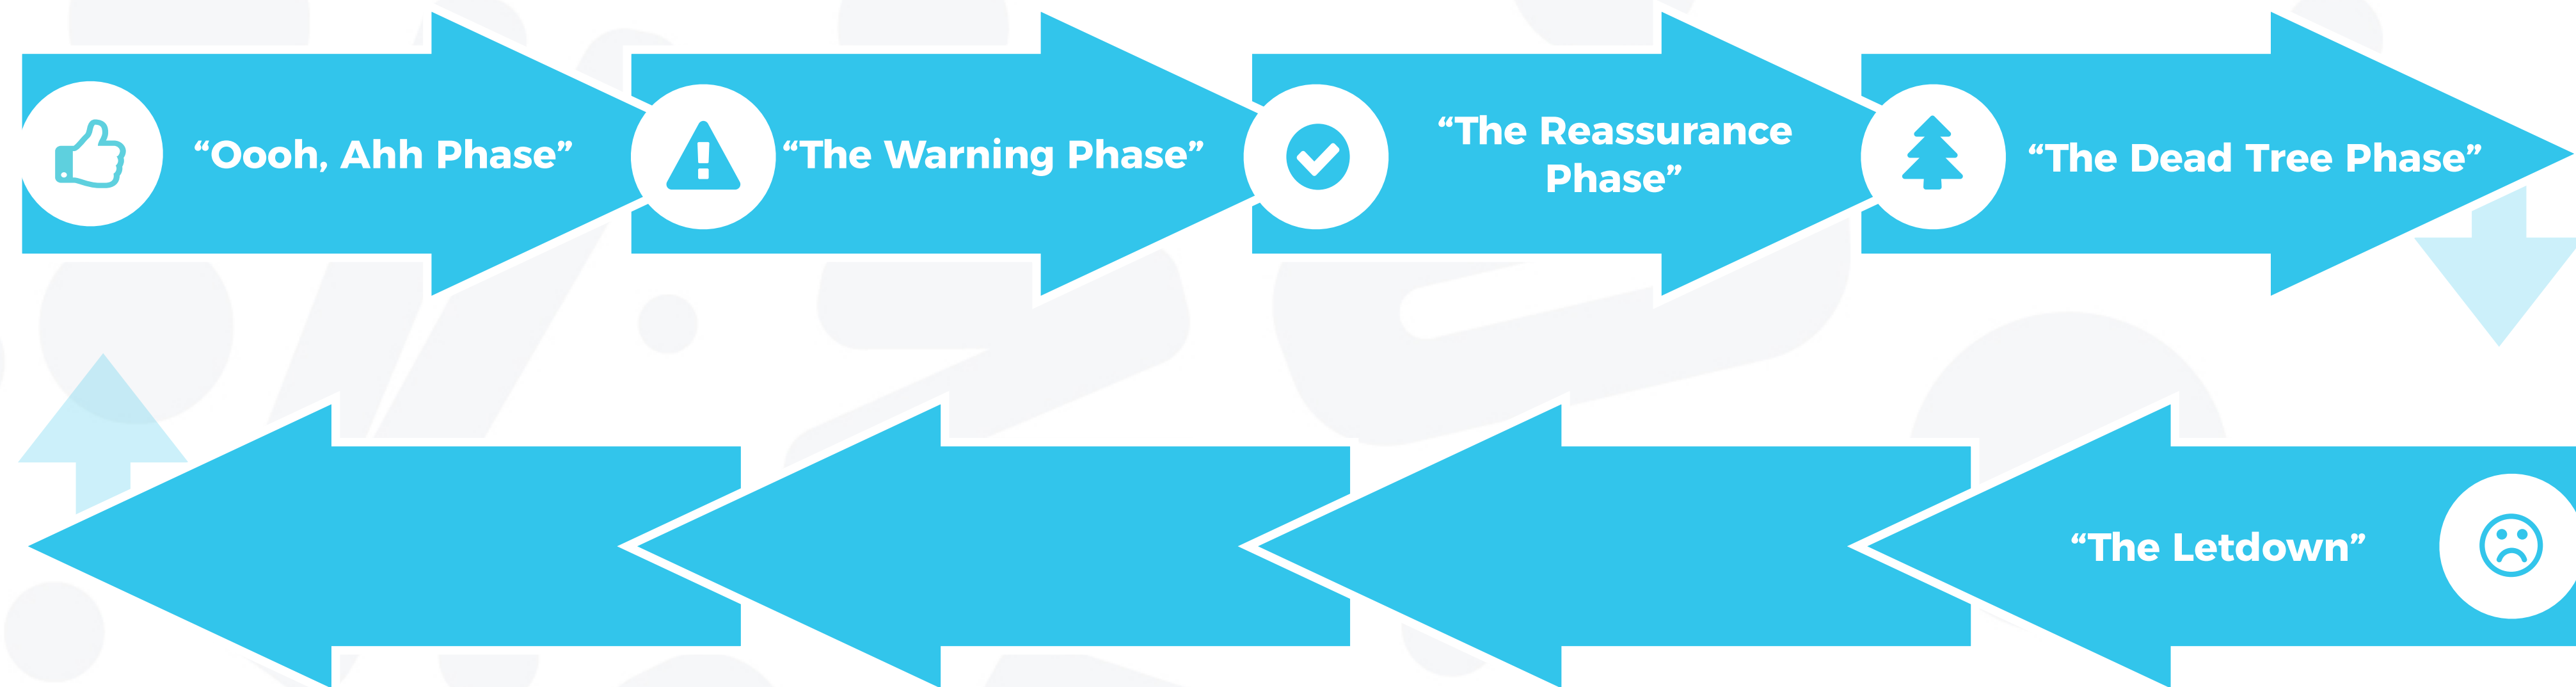 “Oooh, Ahh Phase”
“The Warning Phase”
“The Reassurance
Phase”
“The Dead Tree Phase”
“The Letdown”